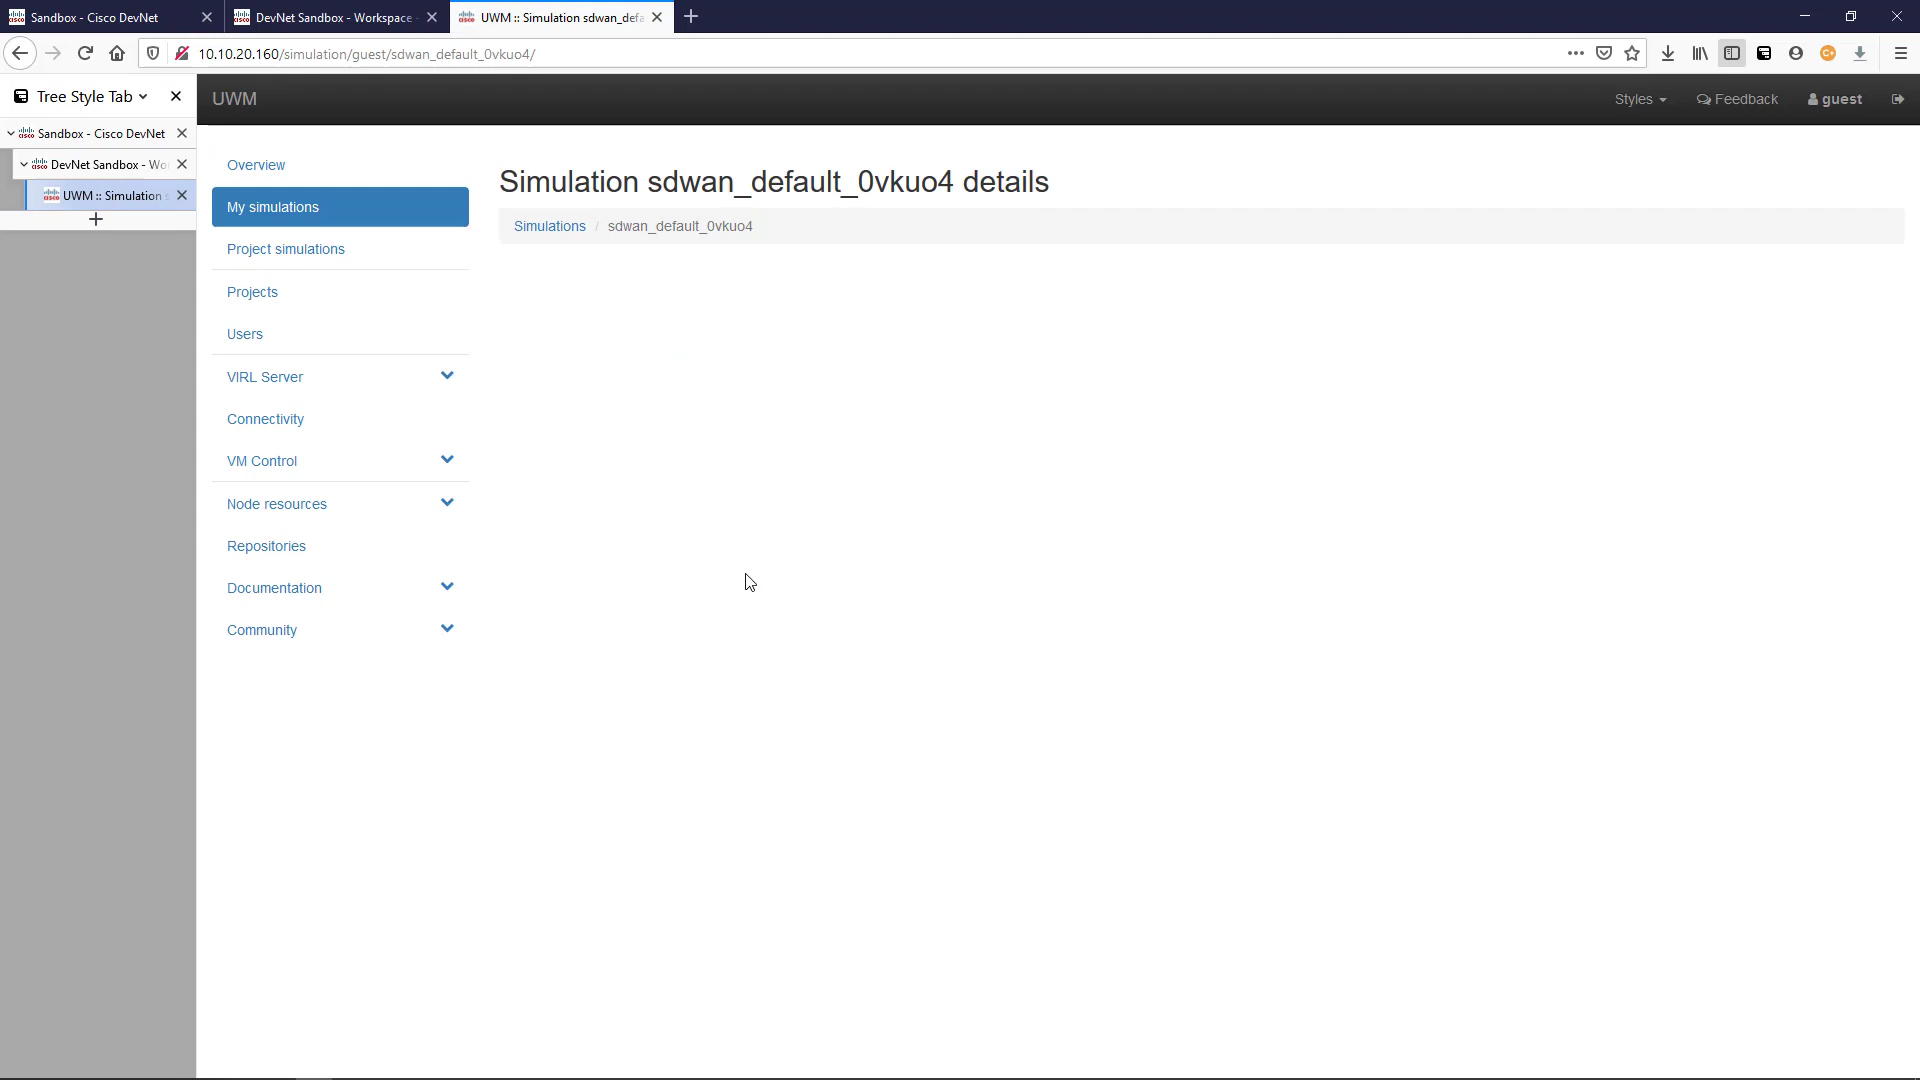 Sandbox - Cisco DevNet
DevNet Sandbox - Workspace -
UWM :: Simulation sdwan_defa
10.10.20.160/simulation/guest/sdwan_default_0vkuo4/
Tree Style Tab
UWM
Styles
Feedback
guest
Sandbox - Cisco DevNet
DevNet Sandbox - Wo
UWM :: Simulation
Overview
My simulations
Project simulations
Projects
Users
VIRL Server
Connectivity
VM Control
Node resources
Repositories
Documentation
Community
Simulation sdwan_default_0vkuo4 details
Simulations / sdwan_default_0vkuo4